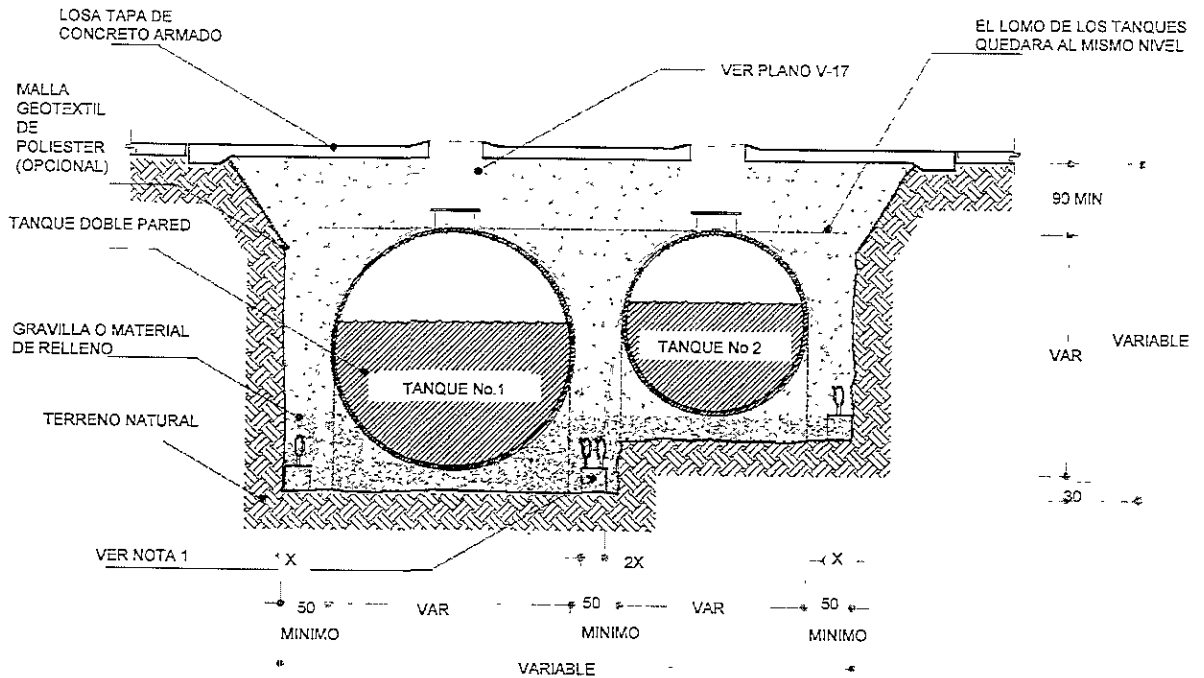 LOSA TAPA DE
CONCRETO ARMADO
EL LOMO DE LOS TANQUES
QUEDARA AL MISMO NIVEL
VER PLANO V-17
MALLA
GEOTEXTIL
DE
POLIESTER
(OPCIONAL)
90 MIN
TANQUE DOBLE PARED
GRAVILLA O MATERIAL
DE RELLENO
TANQUE No 2
VAR
VARIABLE
TANQUE No.1
TERRENO NATURAL
30
VER NOTA 1
X
2X
X
50
VAR
50
VAR
50
MINIMO
MINIMO
MINIMO
VARIABLE